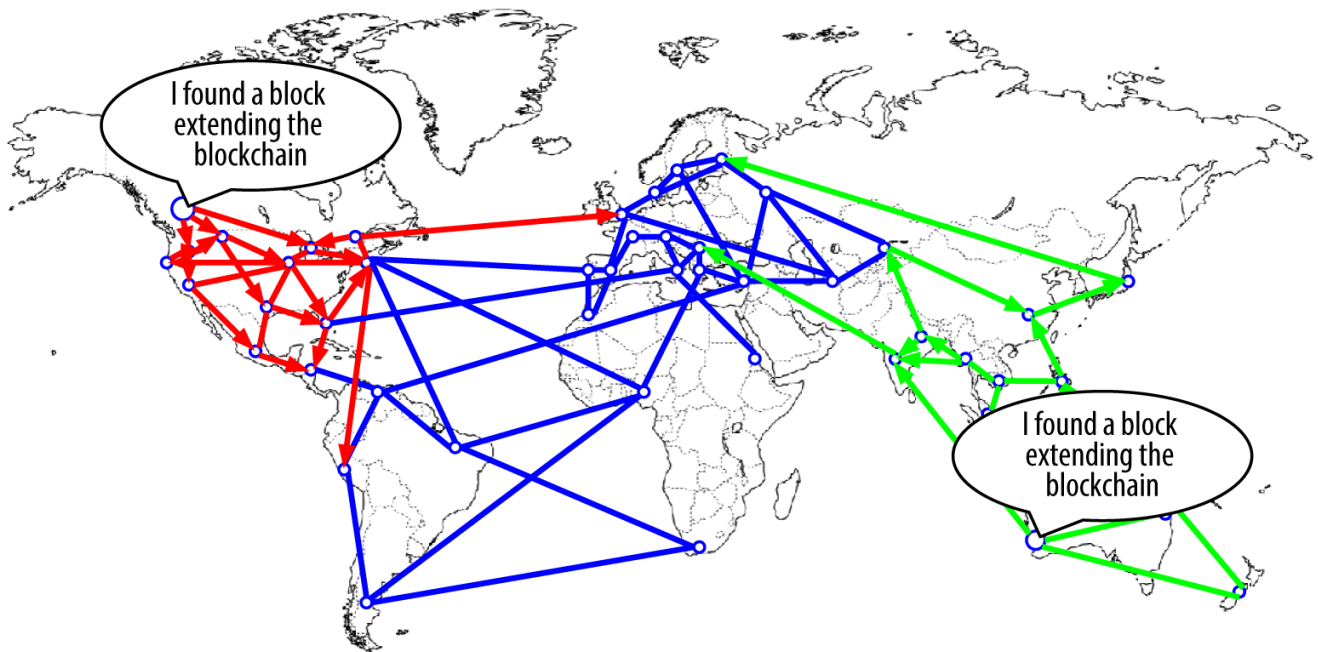 I found a block
extending the
blockchain
I found a block
extending the
blockchain